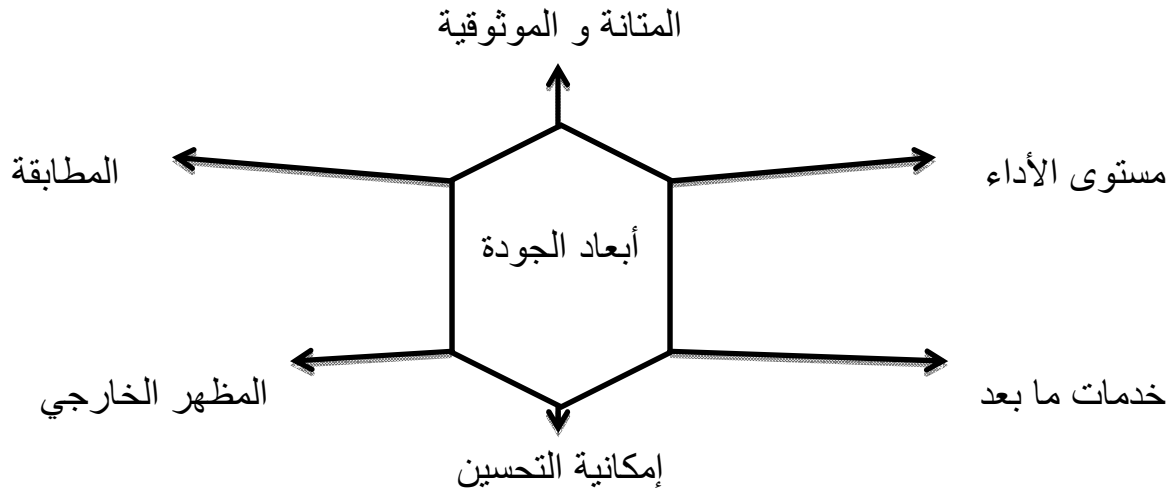 المتانة و الموثوقية
مستوى الأداء
المطابقة
أبعاد الجودة
خدمات ما بعد
المظهر الخارجي
إمكانية التحسين